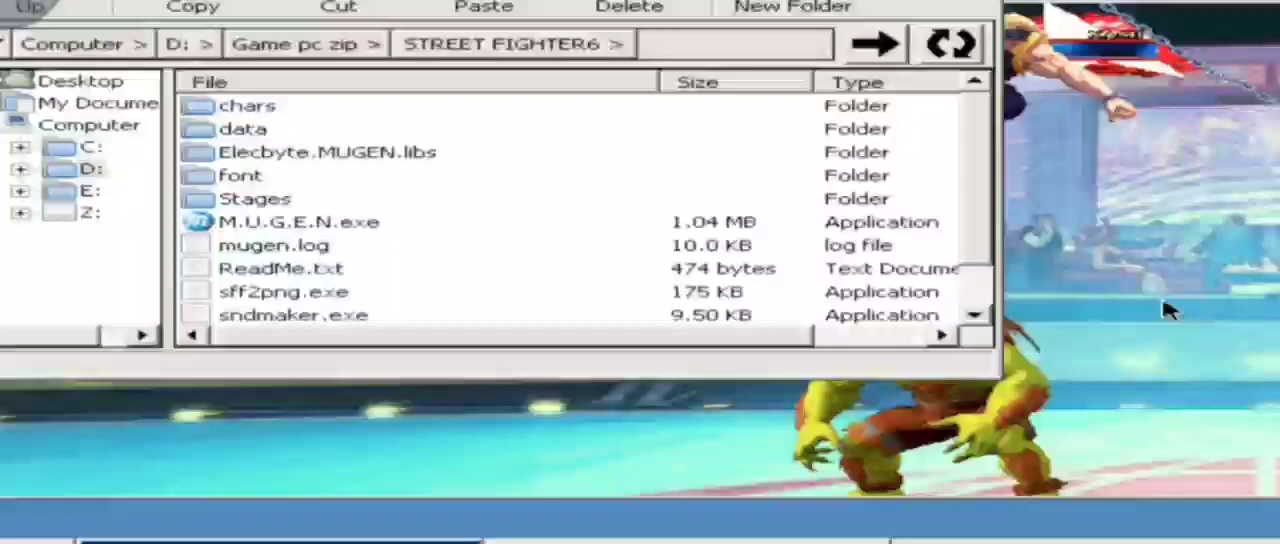 Up Copy Cut Paste Delete New Folder
Computer > D: > Game pc zip > STREET FIGHTER6 >
Desktop
My Docume
Computer
C:
D:
E:
Z:
File Size Type
chars Folder
data Folder
Elecbyte.MUGEN.libs Folder
font Folder
Stages Folder
M.U.G.E.N.exe 1.04 MB Application
mugen.log 10.0 KB log file
ReadMe.txt 474 bytes Text Docume
sff2png.exe 175 KB Application
sndmaker.exe 9.50 KB Application